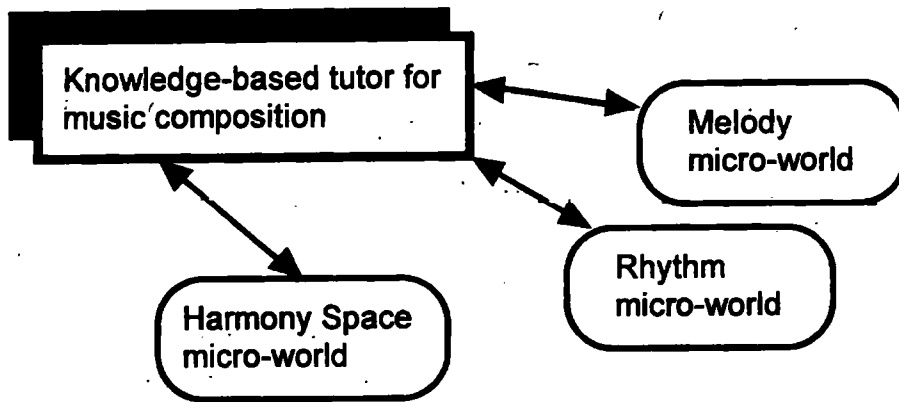 Knowledge-based tutor for
music composition
Melody
micro-world
Rhythm
micro-world
Harmony Space
micro-world